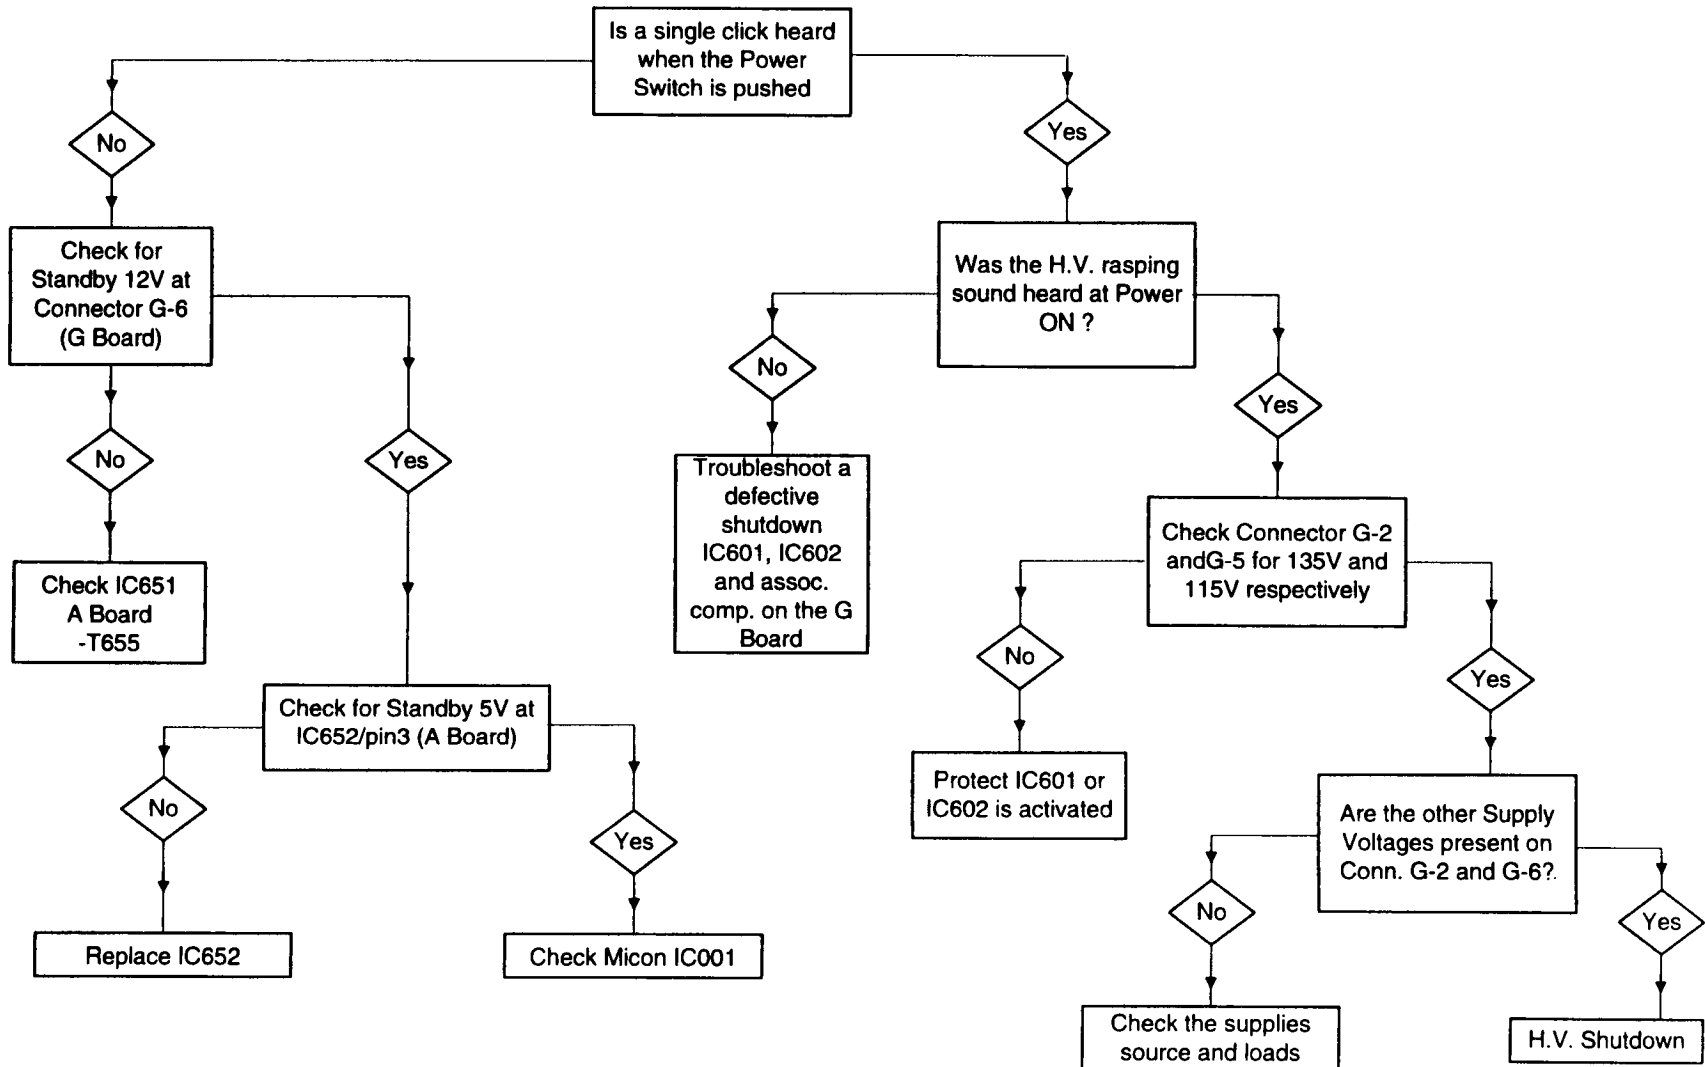 Is a single click heard
when the Power
Switch is pushed
No
Yes
Check for
Standby 12V at
Connector G-6
(G Board)
Was the H.V. rasping
sound heard at Power
ON ?
No
Yes
No
Yes
Troubleshoot a
defective
shutdown
IC601, IC602
and assoc.
comp. on the G
Board
Check Connector G-2
andG-5 for 135V and
115V respectively
Check IC651
A Board
-T655
No
Yes
Check for Standby 5V at
IC652/pin3 (A Board)
Protect IC601 or
IC602 is activated
Are the other Supply
Voltages present on
Conn. G-2 and G-6?
No
Yes
No
Yes
Replace IC652
Check Micon IC001
Check the supplies
source and loads
H.V. Shutdown